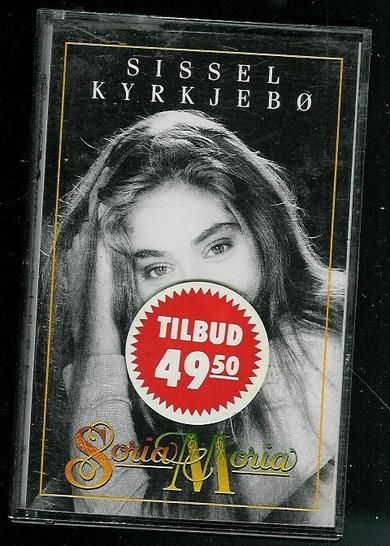 SISSEL
KYRKJEBØ
TILBUD
49 50
Soria Moria